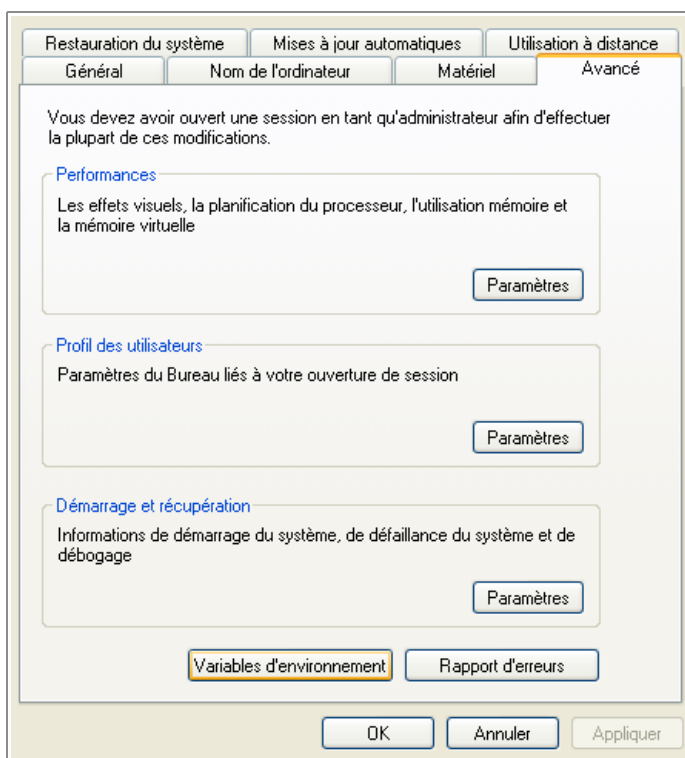 Restauration du système
Mises à jour automatiques
Utilisation à distance
Général
Nom de l'ordinateur
Matériel
Avancé
Vous devez avoir ouvert une session en tant qu'administrateur afin d'effectuer
la plupart de ces modifications.
Performances
Les effets visuels, la planification du processeur, l'utilisation mémoire et
la mémoire virtuelle
Paramètres
Profil des utilisateurs
Paramètres du Bureau liés à votre ouverture de session
Paramètres
Démarrage et récupération
Informations de démarrage du système, de défaillance du système et de
débogage
Paramètres
Variables d'environnement
Rapport d'erreurs
OK
Annuler
Appliquer